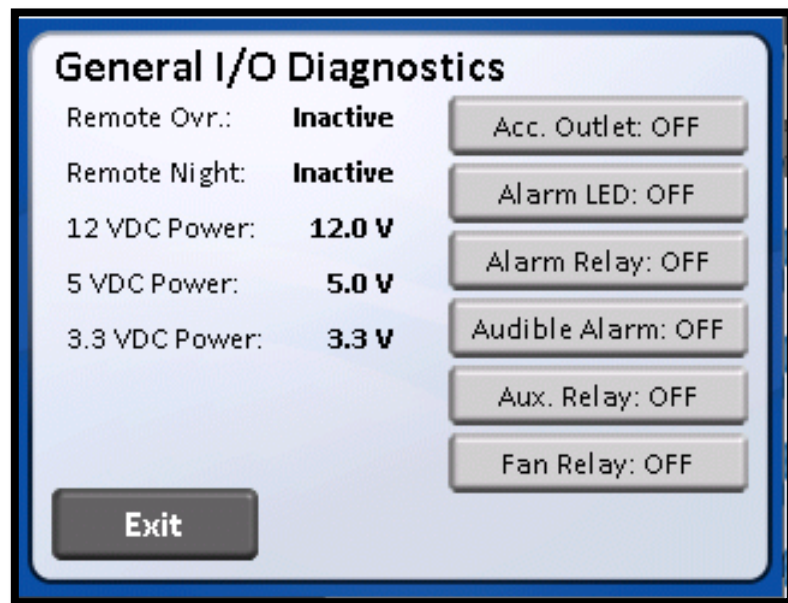 General I/O Diagnostics
Remote Ovr.: Inactive
Remote Night: Inactive
12 VDC Power: 12.0 V
5 VDC Power: 5.0 V
3.3 VDC Power: 3.3 V
Acc. Outlet: OFF
Alarm LED: OFF
Alarm Relay: OFF
Audible Alarm: OFF
Aux. Relay: OFF
Fan Relay: OFF
Exit